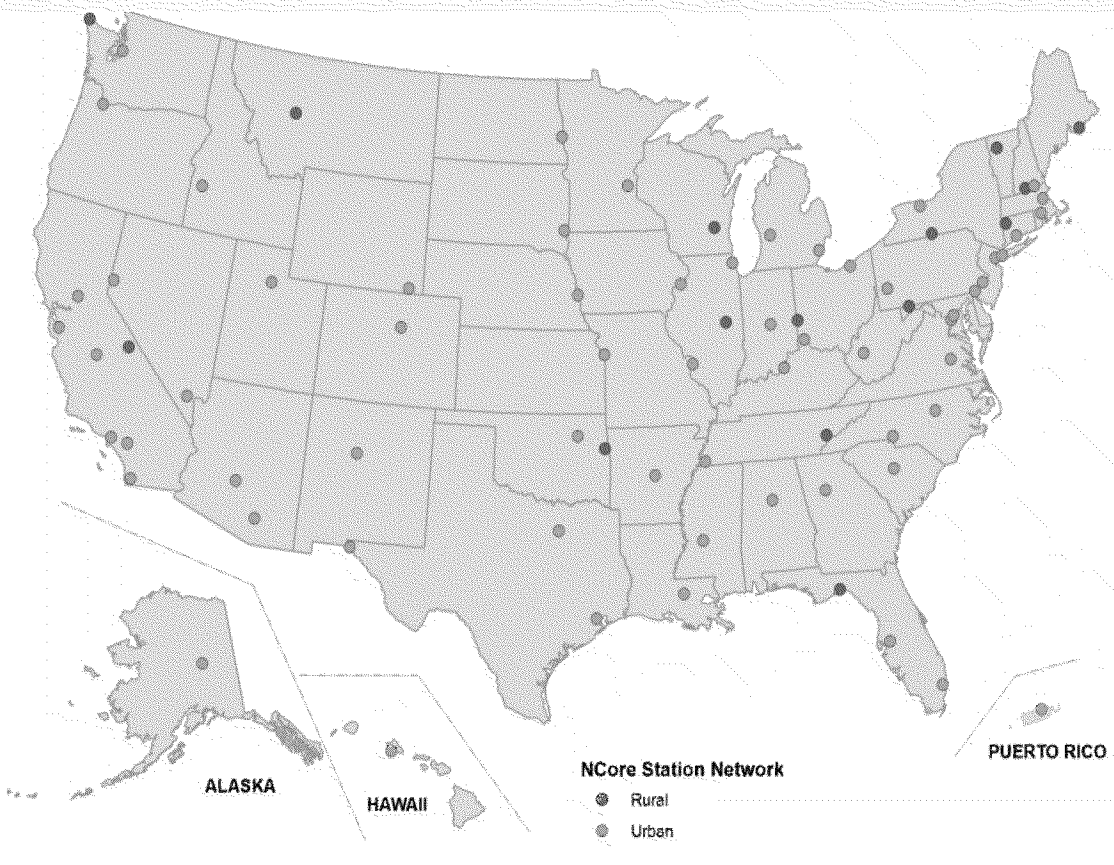 ALASKA
HAWAII
PUERTO RICO
NCore Station Network
Rural
Urban